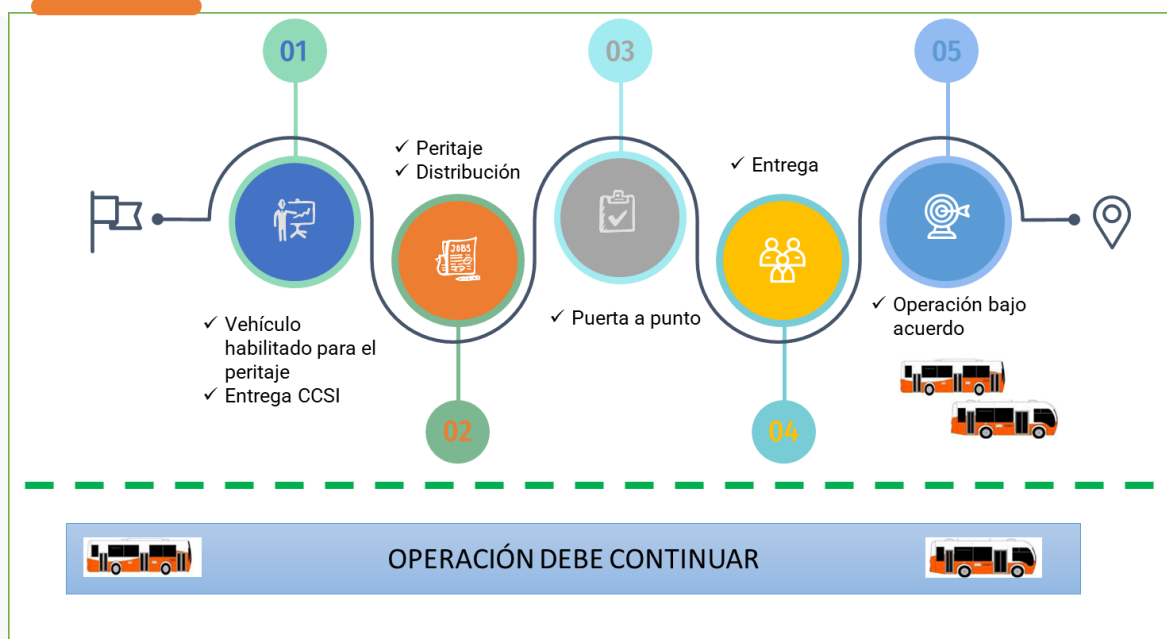 01
03
05
✓ Peritaje
✓ Distribución
✓ Entrega
JOBS
✓ Vehículo
habilitado para el
peritaje
✓ Entrega CCSI
✓ Puerta a punto
✓ Operación bajo
acuerdo
02
04
OPERACIÓN DEBE CONTINUAR